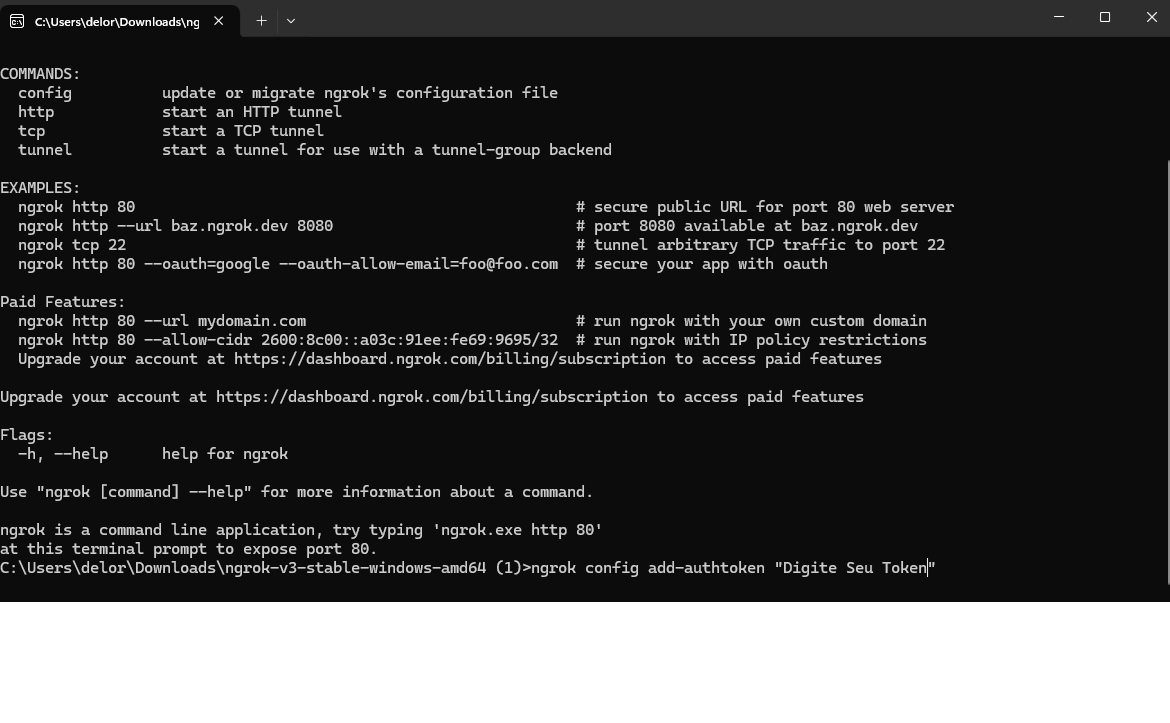 C:\Users\delor\Downloads\ng
COMMANDS:
config update or migrate ngrok's configuration file
http start an HTTP tunnel
tcp start a TCP tunnel
tunnel start a tunnel for use with a tunnel-group backend
EXAMPLES:
ngrok http 80 # secure public URL for port 80 web server
ngrok http --url baz.ngrok.dev 8080 # port 8080 available at baz.ngrok.dev
ngrok tcp 22 # tunnel arbitrary TCP traffic to port 22
ngrok http 80 --oauth=google --oauth-allow-email=foo@foo.com # secure your app with oauth
Paid Features:
ngrok http 80 --url mydomain.com # run ngrok with your own custom domain
ngrok http 80 --allow-cidr 2600:8c00::a03c:91ee:fe69:9695/32 # run ngrok with IP policy restrictions
Upgrade your account at https://dashboard.ngrok.com/billing/subscription to access paid features
Upgrade your account at https://dashboard.ngrok.com/billing/subscription to access paid features
Flags:
-h, --help help for ngrok
Use "ngrok [command] --help" for more information about a command.
ngrok is a command line application, try typing 'ngrok.exe http 80'
at this terminal prompt to expose port 80.
C:\Users\delor\Downloads\ngrok-v3-stable-windows-amd64 (1)>ngrok config add-authtoken "Digite Seu Token"